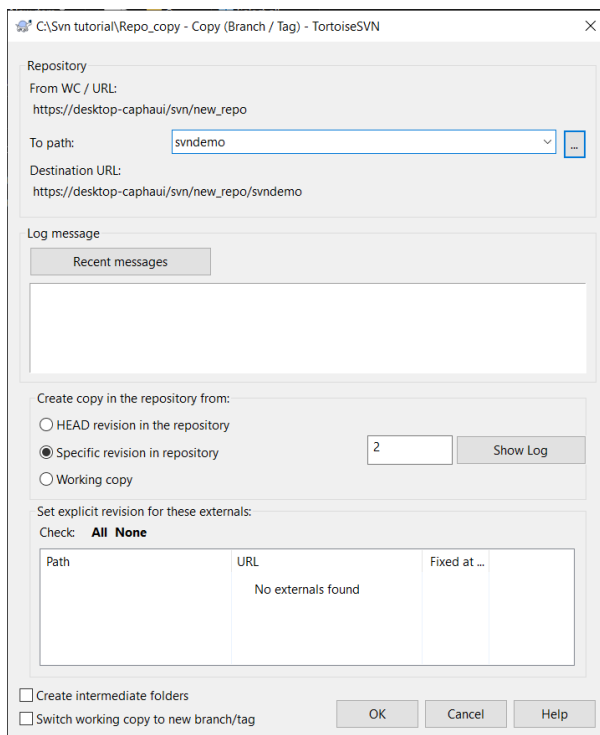 C:\Svn tutorial\Repo_copy - Copy (Branch / Tag) - TortoiseSVN
Repository
From WC / URL:
https://desktop-caphaui/svn/new_repo
To path:
svndemo
...
Destination URL:
https://desktop-caphaui/svn/new_repo/svndemo
Log message
Recent messages
Create copy in the repository from:
HEAD revision in the repository
Specific revision in repository
2
Show Log
Working copy
Set explicit revision for these externals:
Check: All None
Path URL Fixed at ...
No externals found
Create intermediate folders
Switch working copy to new branch/tag
OK Cancel Help